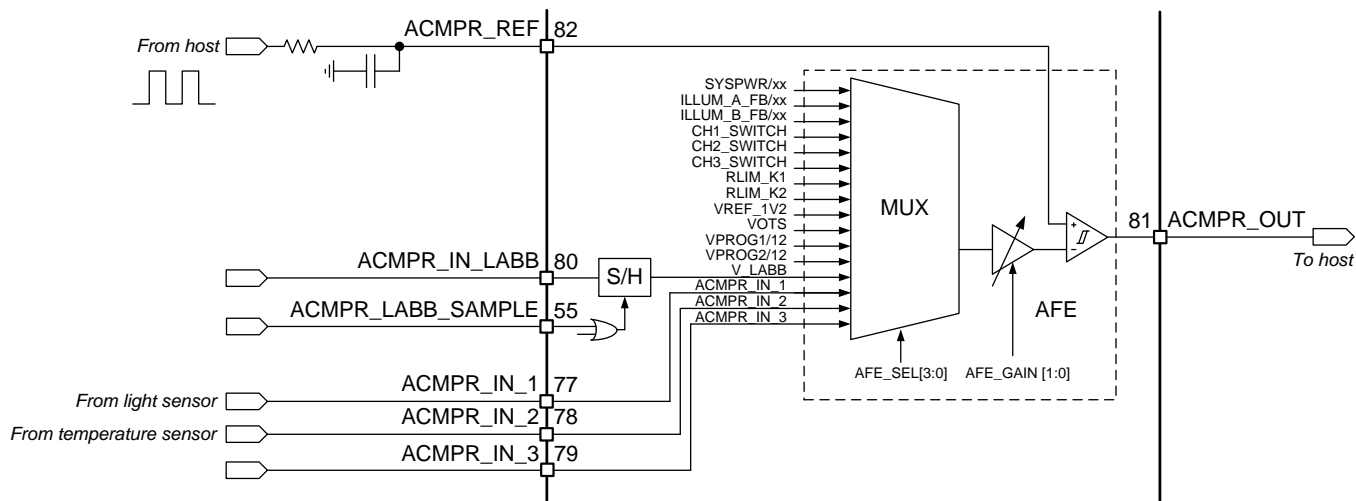 ACMPR_REF 82
From host
SYSPWR/xx
ILLUM_A_FB/xx
ILLUM_B_FB/xx
CH1_SWITCH
CH2_SWITCH
CH3_SWITCH
RLIM_K1
RLIM_K2
VREF_1V2
VOTS
VPROG1/12
VPROG2/12
V_LABB
ACMPR_IN_1
ACMPR_IN_2
ACMPR_IN_3
MUX
+
-
AFE
AFE_SEL[3:0]
AFE_GAIN [1:0]
81 ACMPR_OUT
To host
ACMPR_IN_LABB 80
S/H
ACMPR_LABB_SAMPLE 55
ACMPR_IN_1 77
From light sensor
ACMPR_IN_2 78
From temperature sensor
ACMPR_IN_3 79